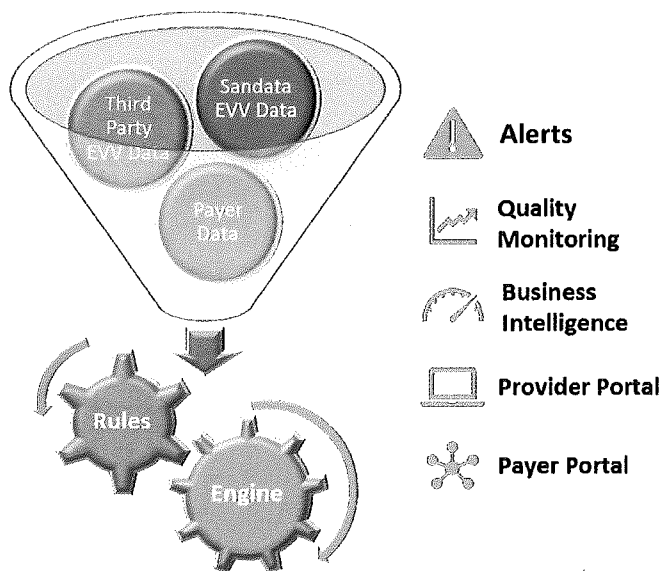 Third
Party
EVV Data
Sandata
EVV Data
Payer
Data
Rules
Engine
Alerts
Quality
Monitoring
Business
Intelligence
Provider Portal
Payer Portal